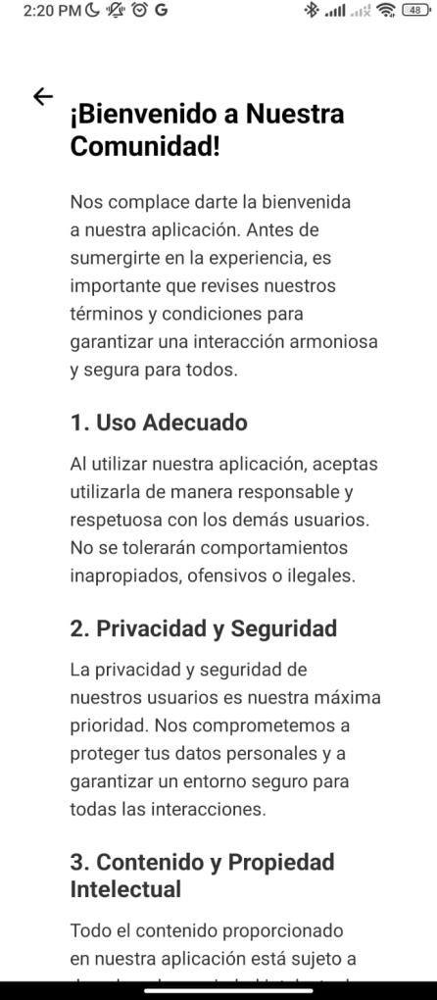 2:20 PM G 48
¡Bienvenido a Nuestra
Comunidad!
Nos complace darte la bienvenida
a nuestra aplicación. Antes de
sumergirte en la experiencia, es
importante que revises nuestros
términos y condiciones para
garantizar una interacción armoniosa
y segura para todos.
1. Uso Adecuado
Al utilizar nuestra aplicación, aceptas
utilizarla de manera responsable y
respetuosa con los demás usuarios.
No se tolerarán comportamientos
inapropiados, ofensivos o ilegales.
2. Privacidad y Seguridad
La privacidad y seguridad de
nuestros usuarios es nuestra máxima
prioridad. Nos comprometemos a
proteger tus datos personales y a
garantizar un entorno seguro para
todas las interacciones.
3. Contenido y Propiedad
Intelectual
Todo el contenido proporcionado
en nuestra aplicación está sujeto a